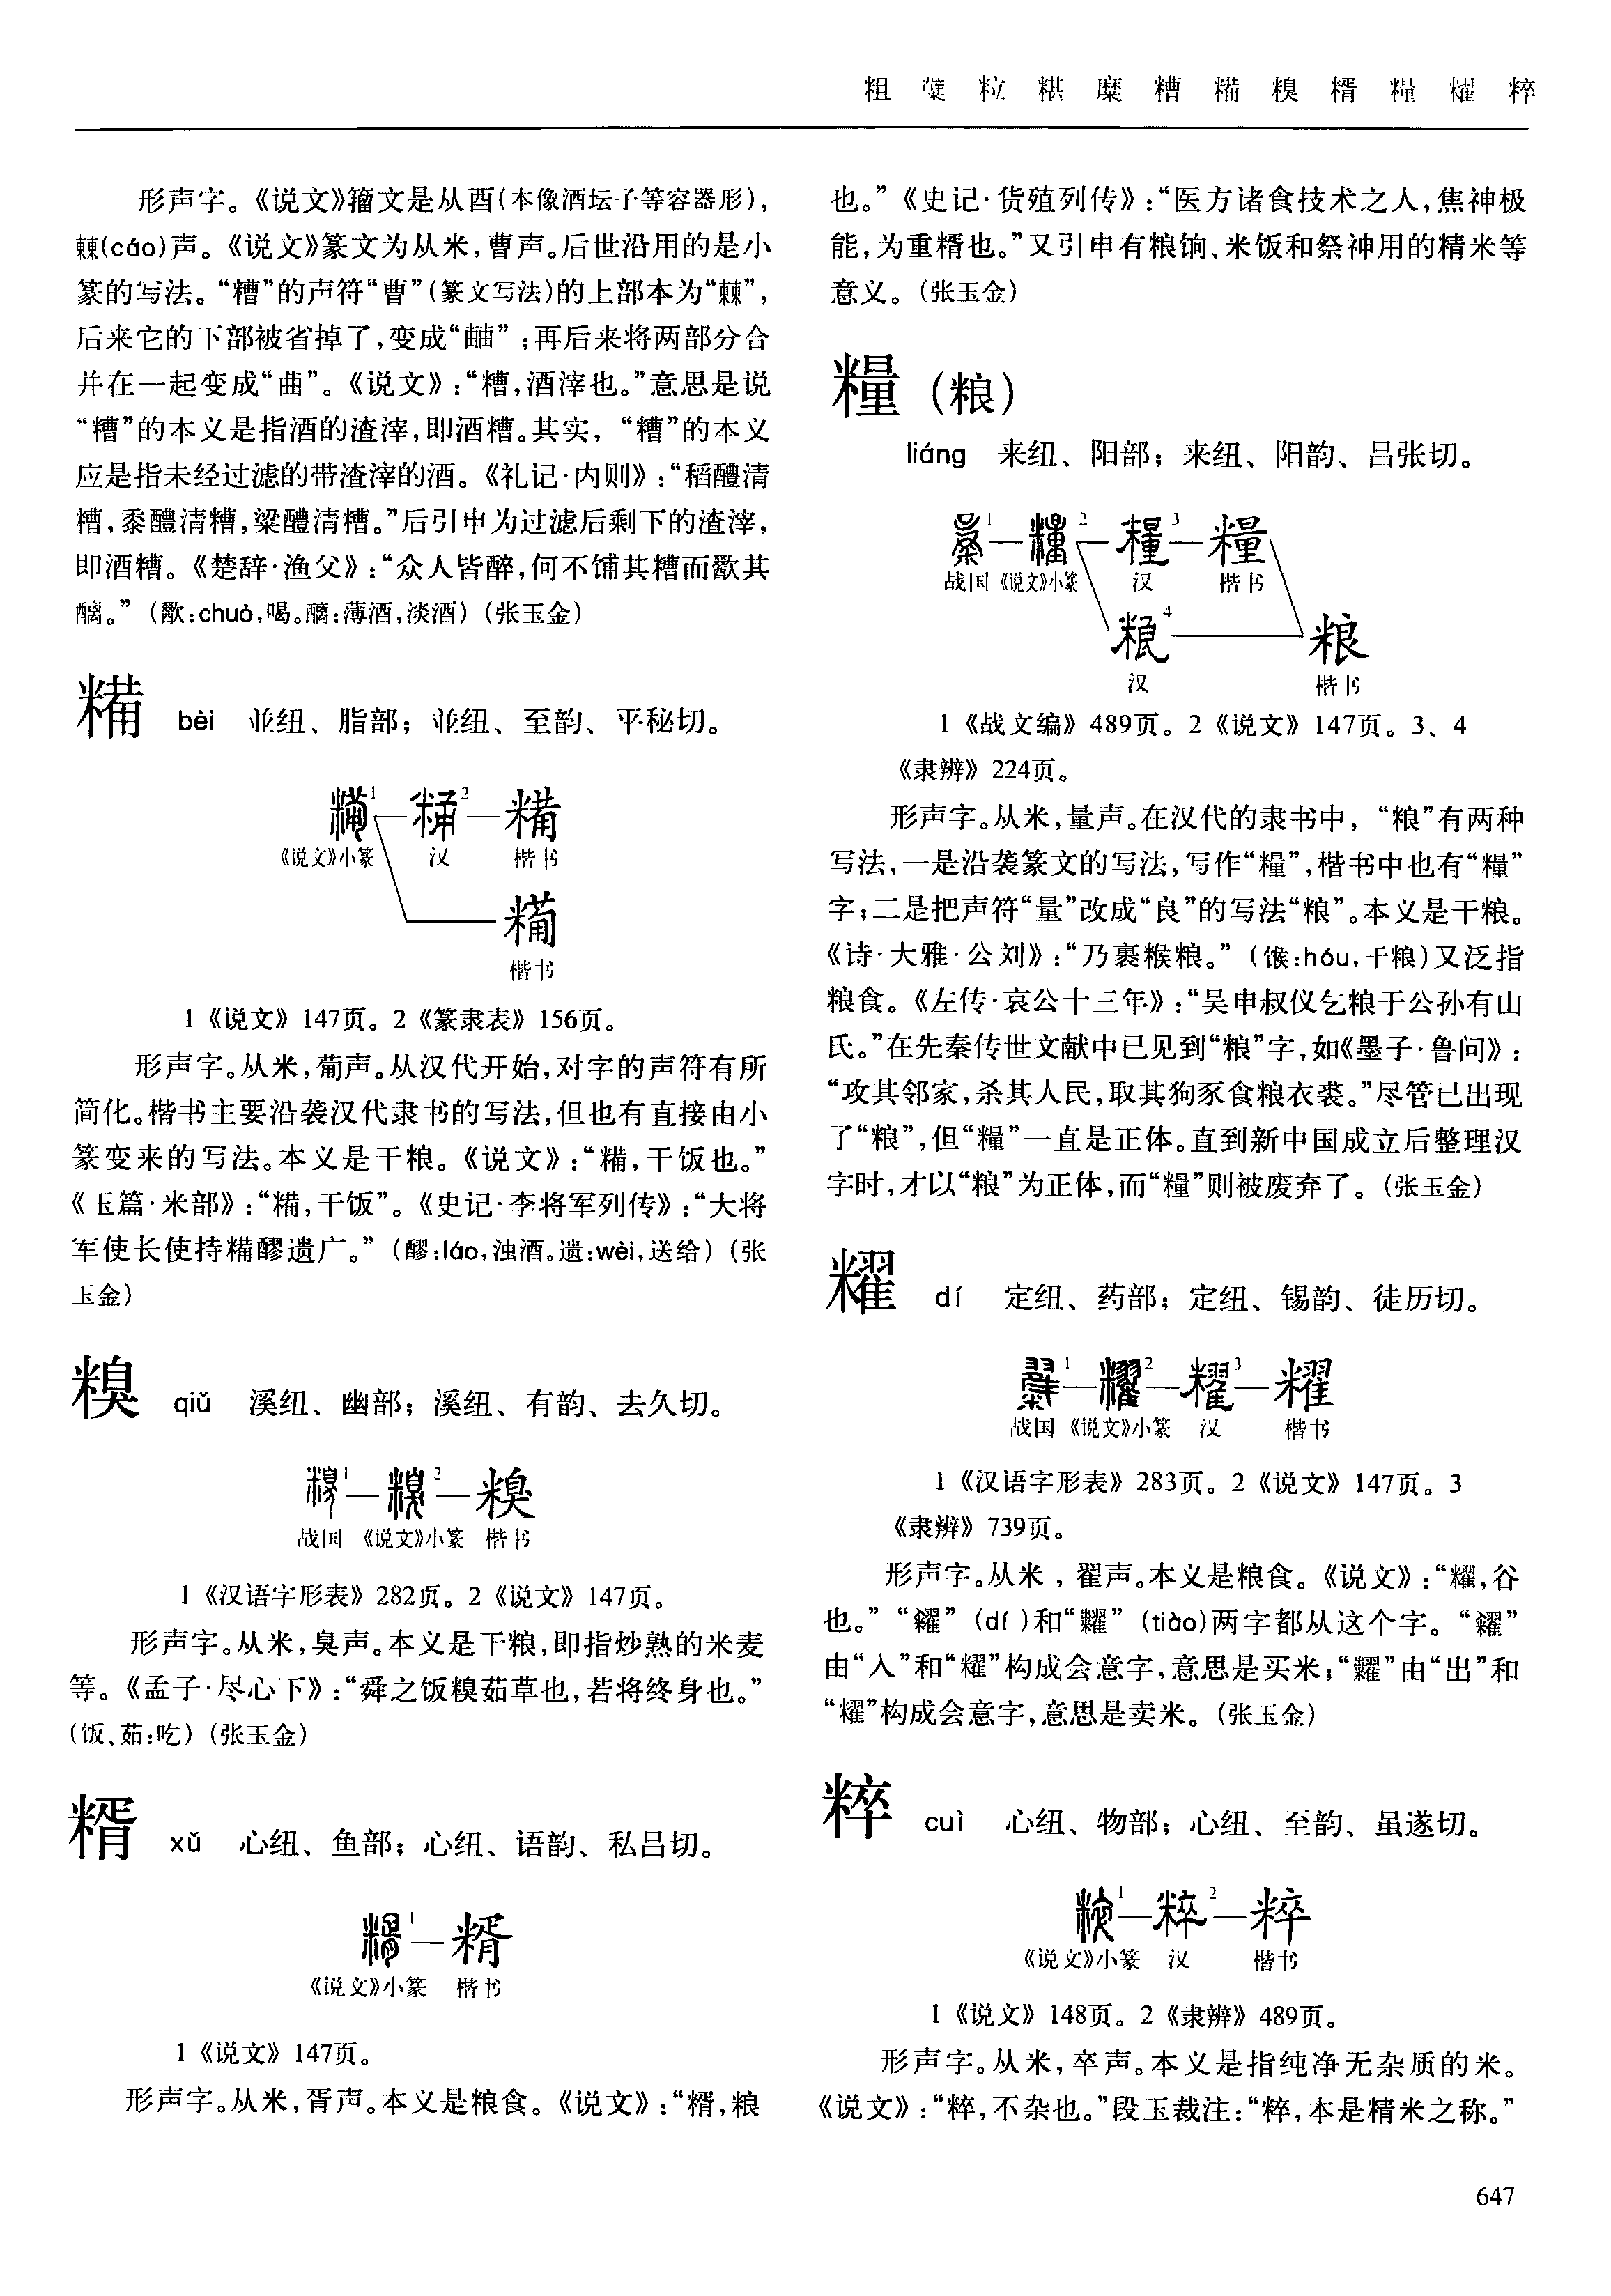 粗 糱 粒 粸 糜 糟 糒 糗 糈 糧 糴 粹
形声字。《说文》籀文是从酉(本像酒坛子等容器形),
㯥(cáo)声。《说文》篆文为从米,曹声。后世沿用的是小
篆的写法。“糟”的声符“曹”(篆文写法)的上部本为“㯥”,
后来它的下部被省掉了,变成“”;再后来将两部分合
并在一起变成“曲”。《说文》:“糟,酒滓也。”意思是说
“糟”的本义是指酒的渣滓,即酒糟。其实,“糟”的本义
应是指未经过滤的带渣滓的酒。《礼记·内则》:“稻醴清
糟,黍醴清糟,粱醴清糟。”后引申为过滤后剩下的渣滓,
即酒糟。《楚辞·渔父》:“众人皆醉,何不𫗦其糟而歠其
醨。”(歠:chuò,喝。醨:薄酒,淡酒)(张玉金)
糒 bèi 並纽、脂部;並纽、至韵、平秘切。
1 2 糒
《说文》小篆 汉 楷书
楷书
1《说文》147页。2《篆隶表》156页。
形声字。从米,葡声。从汉代开始,对字的声符有所
简化。楷书主要沿袭汉代隶书的写法,但也有直接由小
篆变来的写法。本义是干粮。《说文》:“糒,干饭也。”
《玉篇·米部》:“糒,干饭”。《史记·李将军列传》:“大将
军使长使持糒醪遗广。”(醪:láo,浊酒。遗:wèi,送给)(张
玉金)
糗 qiǔ 溪纽、幽部;溪纽、有韵、去久切。
1 2 糗
战国 《说文》小篆 楷书
1《汉语字形表》282页。2《说文》147页。
形声字。从米,臭声。本义是干粮,即指炒熟的米麦
等。《孟子·尽心下》:“舜之饭糗茹草也,若将终身也。”
(饭、茹:吃)(张玉金)
糈 xǔ 心纽、鱼部;心纽、语韵、私吕切。
1 糈
《说文》小篆 楷书
1《说文》147页。
形声字。从米,胥声。本义是粮食。《说文》:“糈,粮
也。”《史记·货殖列传》:“医方诸食技术之人,焦神极
能,为重糈也。”又引申有粮饷、米饭和祭神用的精米等
意义。(张玉金)
糧(粮)
liáng 来纽、阳部;来纽、阳韵、吕张切。
1 2 糧3 糧
战国 《说文》小篆 汉 楷书
粮4 粮
汉 楷书
1《战文编》489页。2《说文》147页。3、4
《隶辨》224页。
形声字。从米,量声。在汉代的隶书中,“粮”有两种
写法,一是沿袭篆文的写法,写作“糧”,楷书中也有“糧”
字;二是把声符“量”改成“良”的写法“粮”。本义是干粮。
《诗·大雅·公刘》:“乃裹糇粮。”(馂:hóu,干粮)又泛指
粮食。《左传·哀公十三年》:“吴申叔仪乞粮于公孙有山
氏。”在先秦传世文献中已见到“粮”字,如《墨子·鲁问》:
“攻其邻家,杀其人民,取其狗豕食粮衣裘。”尽管已出现
了“粮”,但“糧”一直是正体。直到新中国成立后整理汉
字时,才以“粮”为正体,而“糧”则被废弃了。(张玉金)
䊮 dí 定纽、药部;定纽、锡韵、徒历切。
1 2 䊮3 䊮
战国 《说文》小篆 汉 楷书
1《汉语字形表》283页。2《说文》147页。3
《隶辨》739页。
形声字。从米,翟声。本义是粮食。《说文》:“䊮,谷
也。”“糴”(dí)和“糶”(tiào)两字都从这个字。“糴”
由“入”和“䊮”构成会意字,意思是买米;“糶”由“出”和
“䊮”构成会意字,意思是卖米。(张玉金)
粹 cuì 心纽、物部;心纽、至韵、虽遂切。
1 粹2 粹
《说文》小篆 汉 楷书
1《说文》148页。2《隶辨》489页。
形声字。从米,卒声。本义是指纯净无杂质的米。
《说文》:“粹,不杂也。”段玉裁注:“粹,本是精米之称。”
647